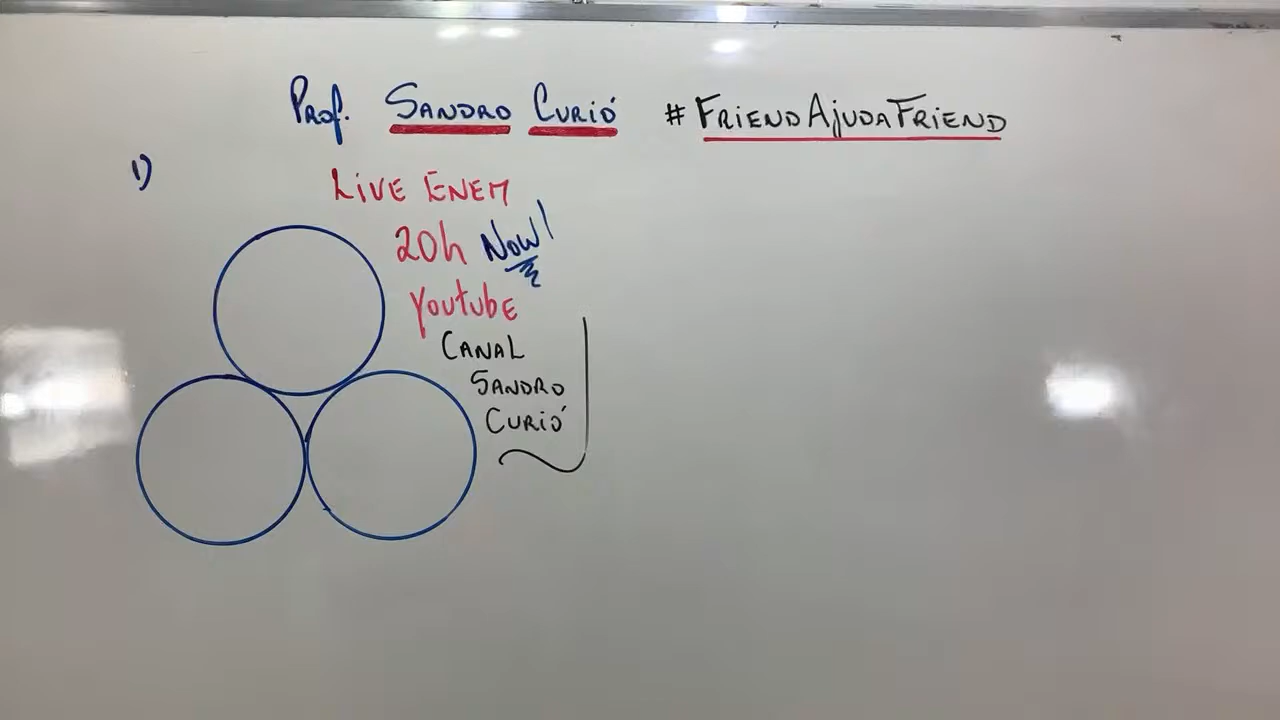 Prof. Sandro Curió #FriendAjudaFriend
1)
Live Enem
20h Now!
Youtube
Canal
Sandro
Curió